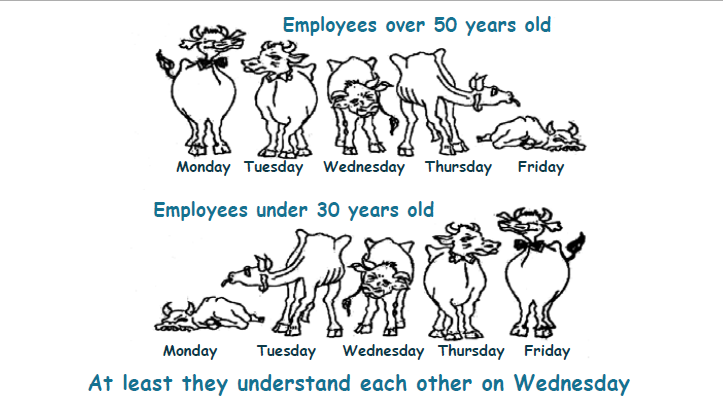 Employees over 50 years old
Monday Tuesday Wednesday Thursday Friday
Employees under 30 years old
Monday Tuesday Wednesday Thursday Friday
At least they understand each other on Wednesday